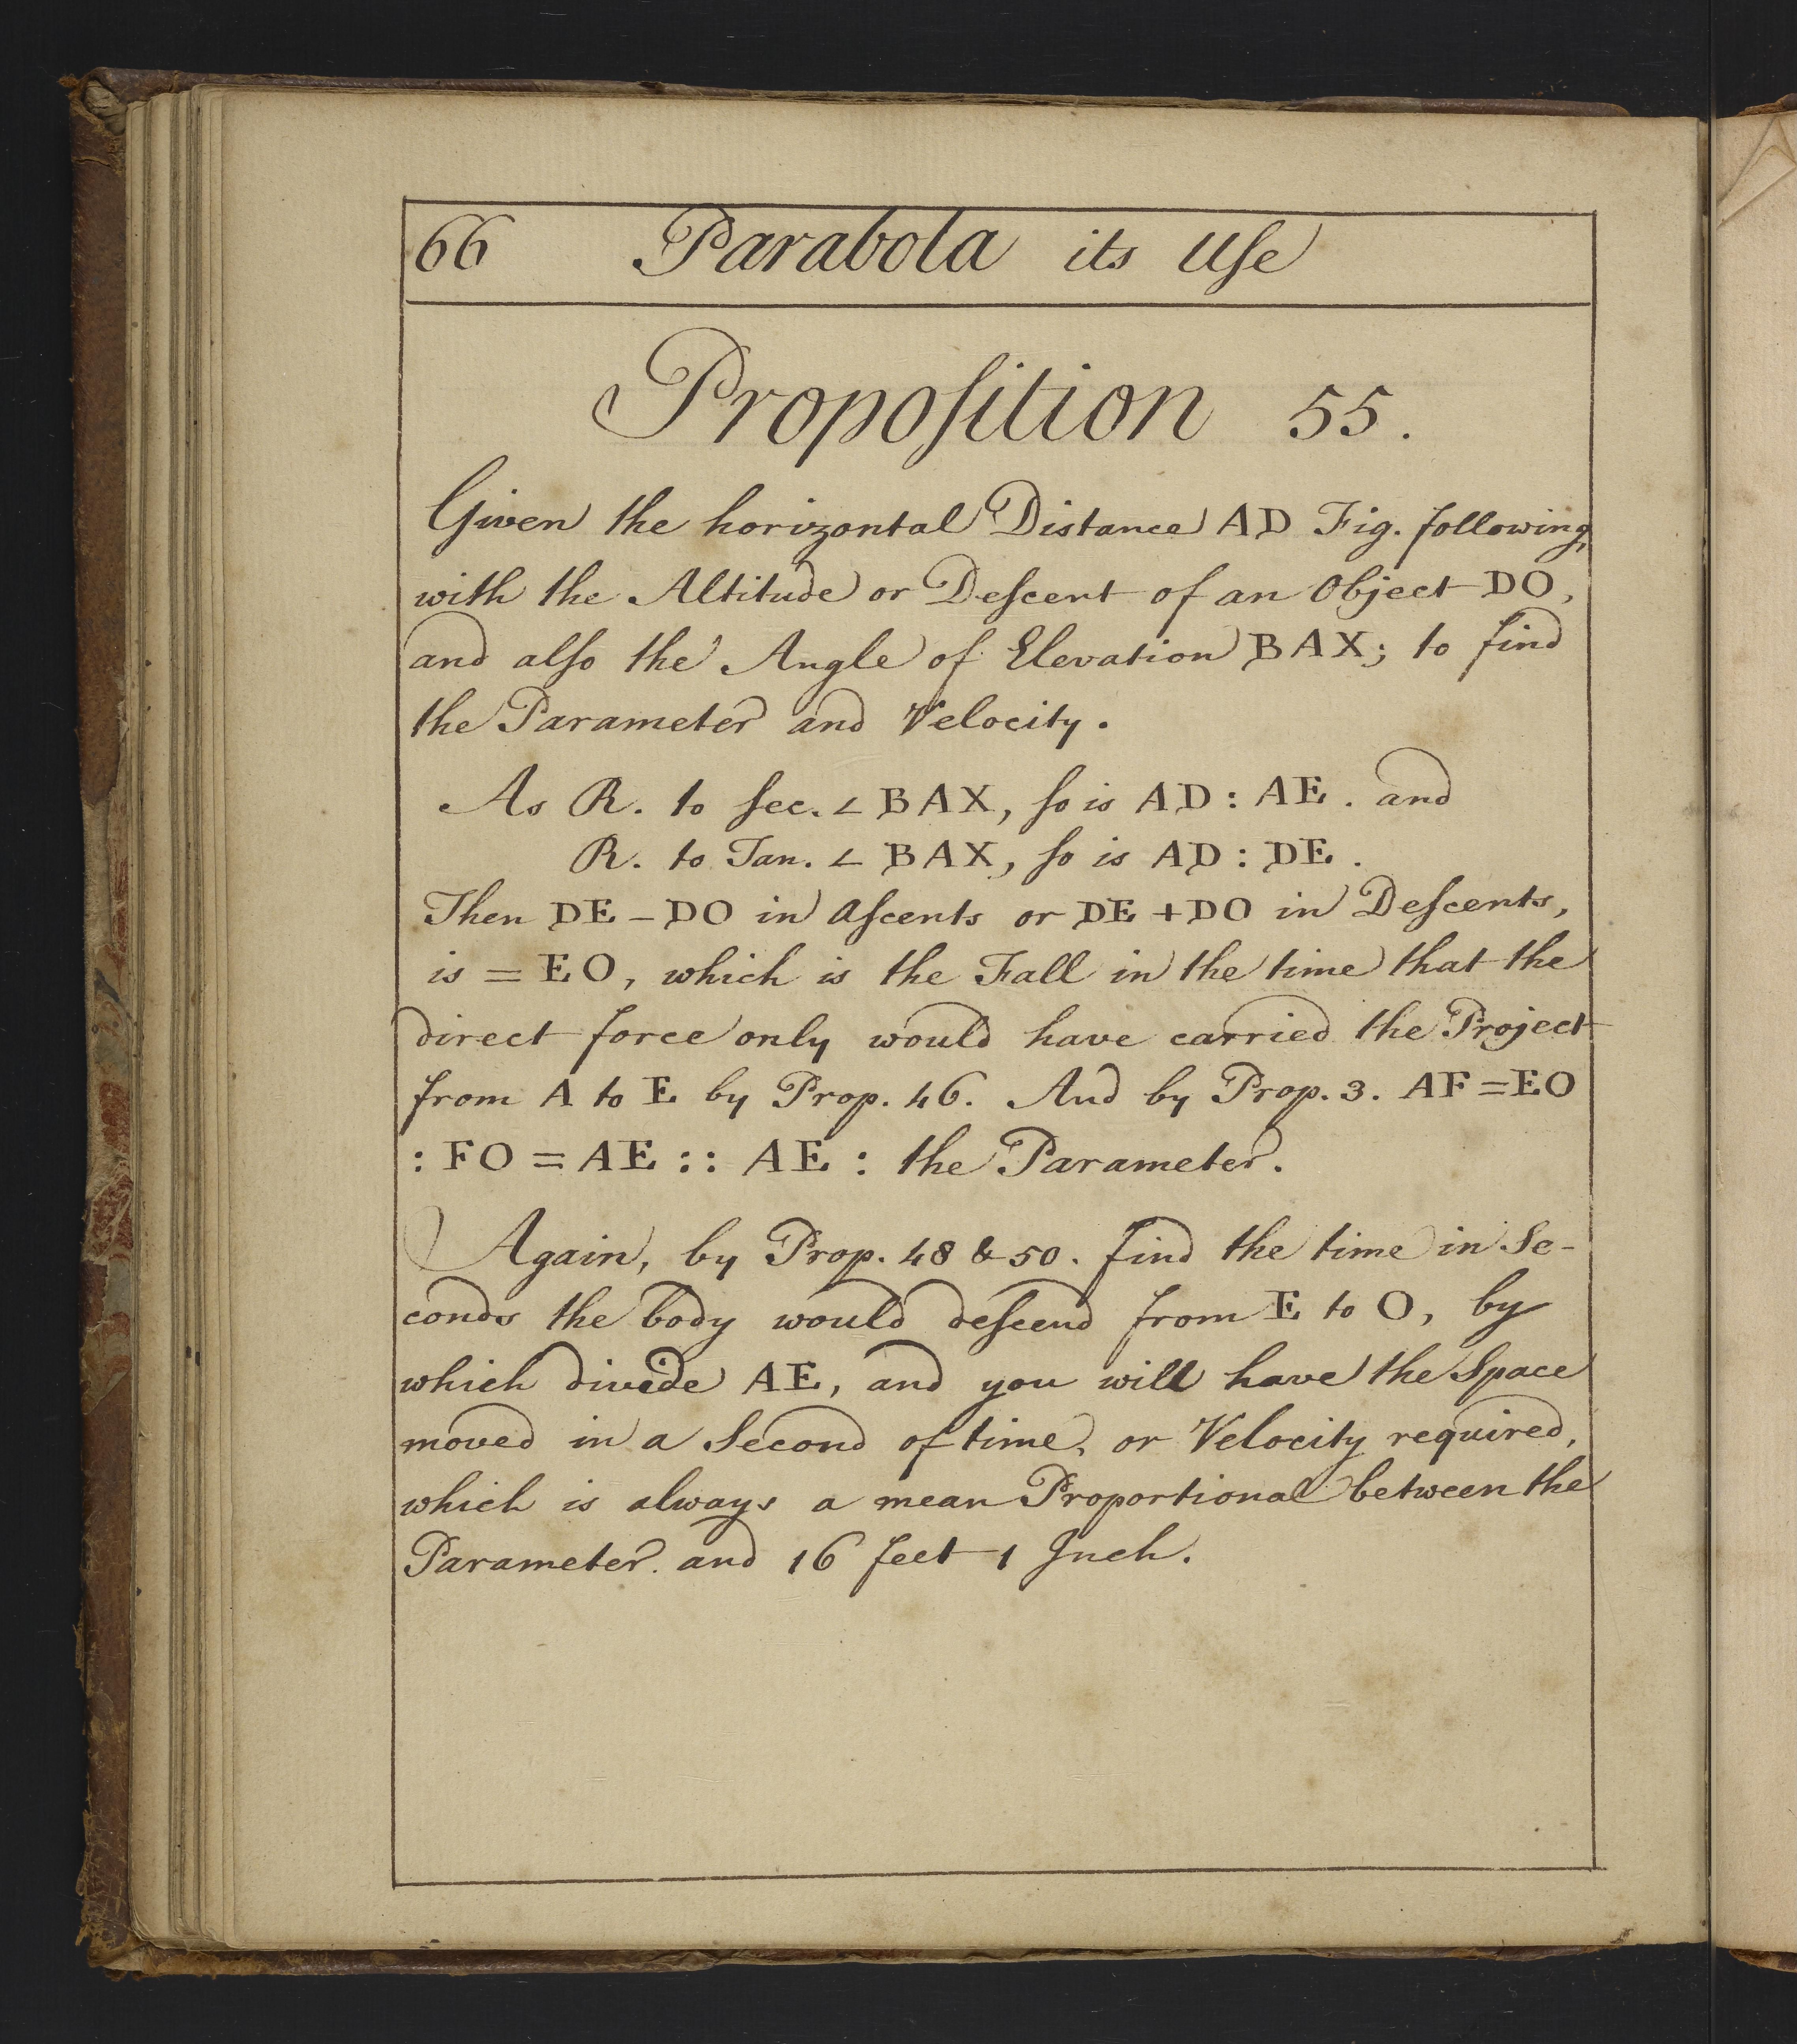 66 Parabola its Uſe
Propoſition 55.
Given the horizontal Distance AD Fig. following,
with the Altitude or Deſcent of an Object DO,
and alſo the Angle of Elevation BAX; to find
the Parameter and Velocity.
As R. to ſec. ∠ BAX, ſo is AD : AE. and
R. to Tan. ∠ BAX, ſo is AD : DE.
Then DE - DO in Aſcents or DE + DO in Deſcents,
is = EO, which is the Fall in the time that the
direct force only would have carried the Project
from A to E by Prop. 46. And by Prop. 3. AF = EO
: FO = AE :: AE : the Parameter.
Again, by Prop. 48 & 50. find the time in Se-
conds the body would deſcend from E to O, by
which divide AE, and you will have the Space
moved in a Second of time, or Velocity required,
which is always a mean Proportional between the
Parameter. and 16 feet 1 Inch.